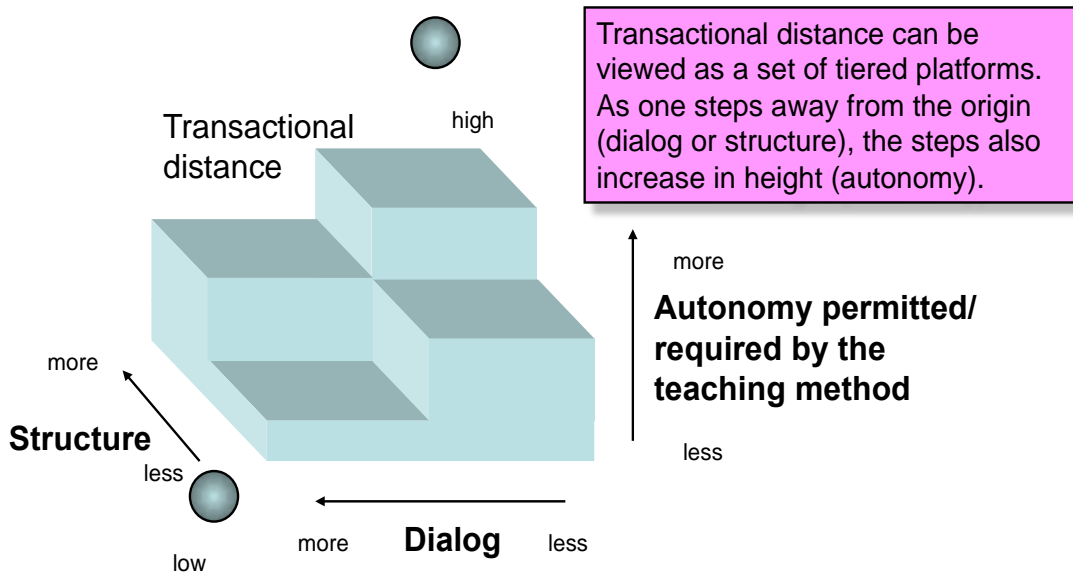 Transactional distance can be
viewed as a set of tiered platforms.
As one steps away from the origin
(dialog or structure), the steps also
increase in height (autonomy).
high
Transactional
distance
more
Autonomy permitted/
required by the
teaching method
less
more
Structure
less
low
more
Dialog
less